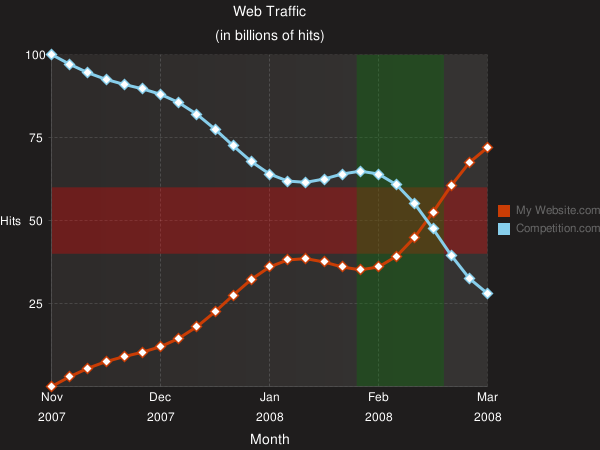 Web Traffic
(in billions of hits)
100
75
Hits 50
25
My Website.com
Competition.com
Nov Dec Jan Feb Mar
2007 2007 2008 2008 2008
Month